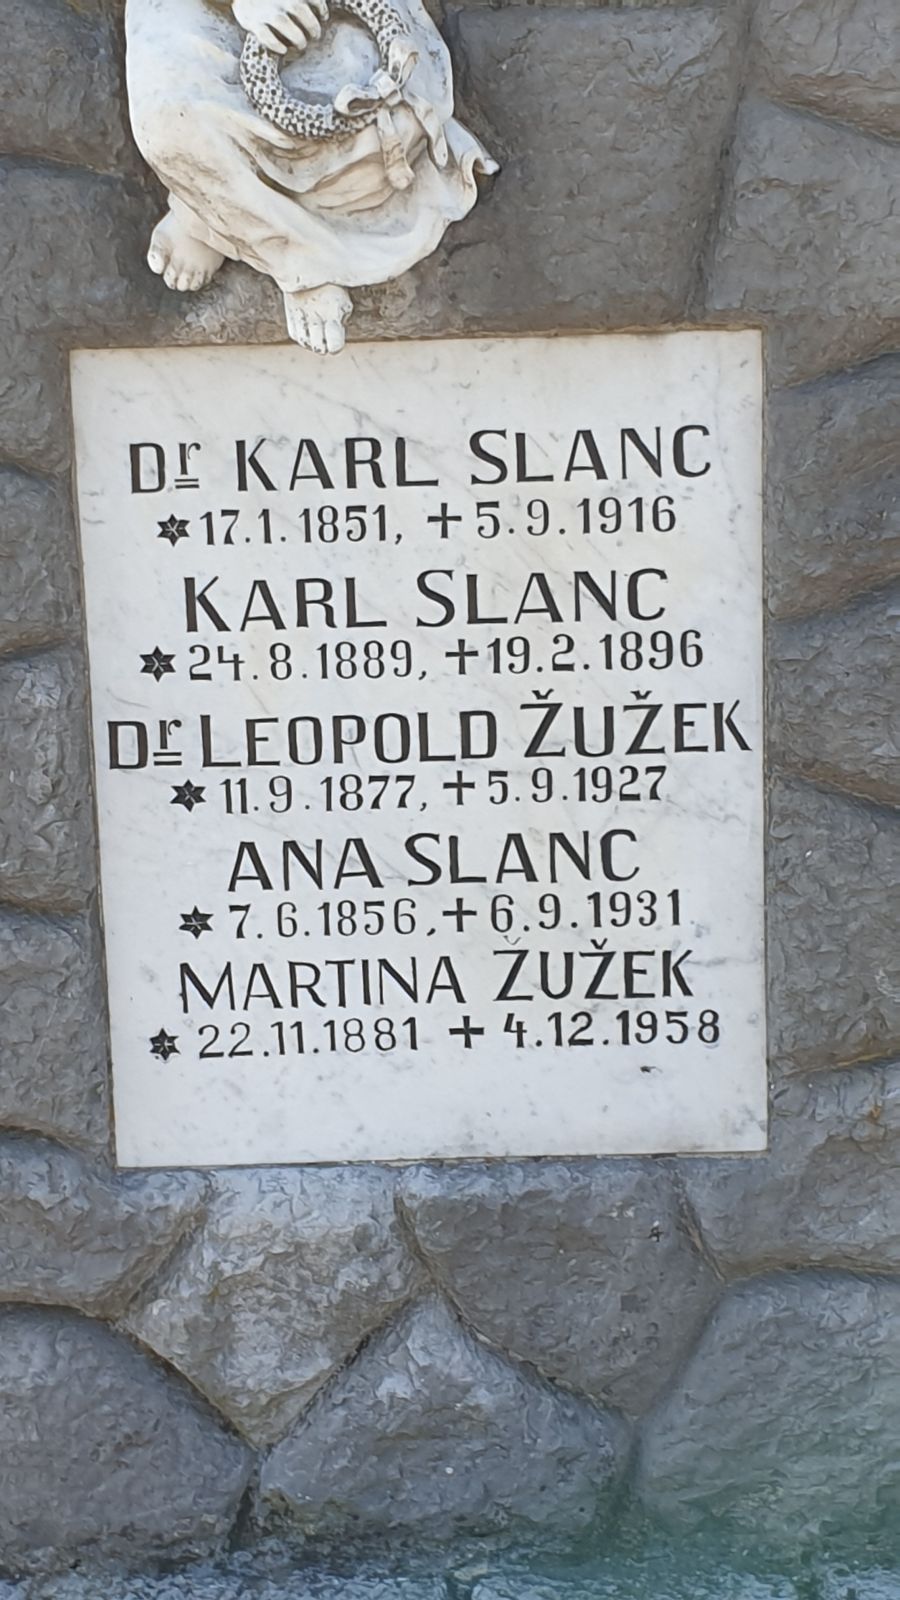 Dr KARL SLANC
✶17.1.1851, +5.9.1916
KARL SLANC
✶24.8.1889, +19.2.1896
Dr LEOPOLD ŽUŽEK
✶11.9.1877, +5.9.1927
ANA SLANC
✶7.6.1856, +6.9.1931
MARTINA ŽUŽEK
✶22.11.1881 +4.12.1958